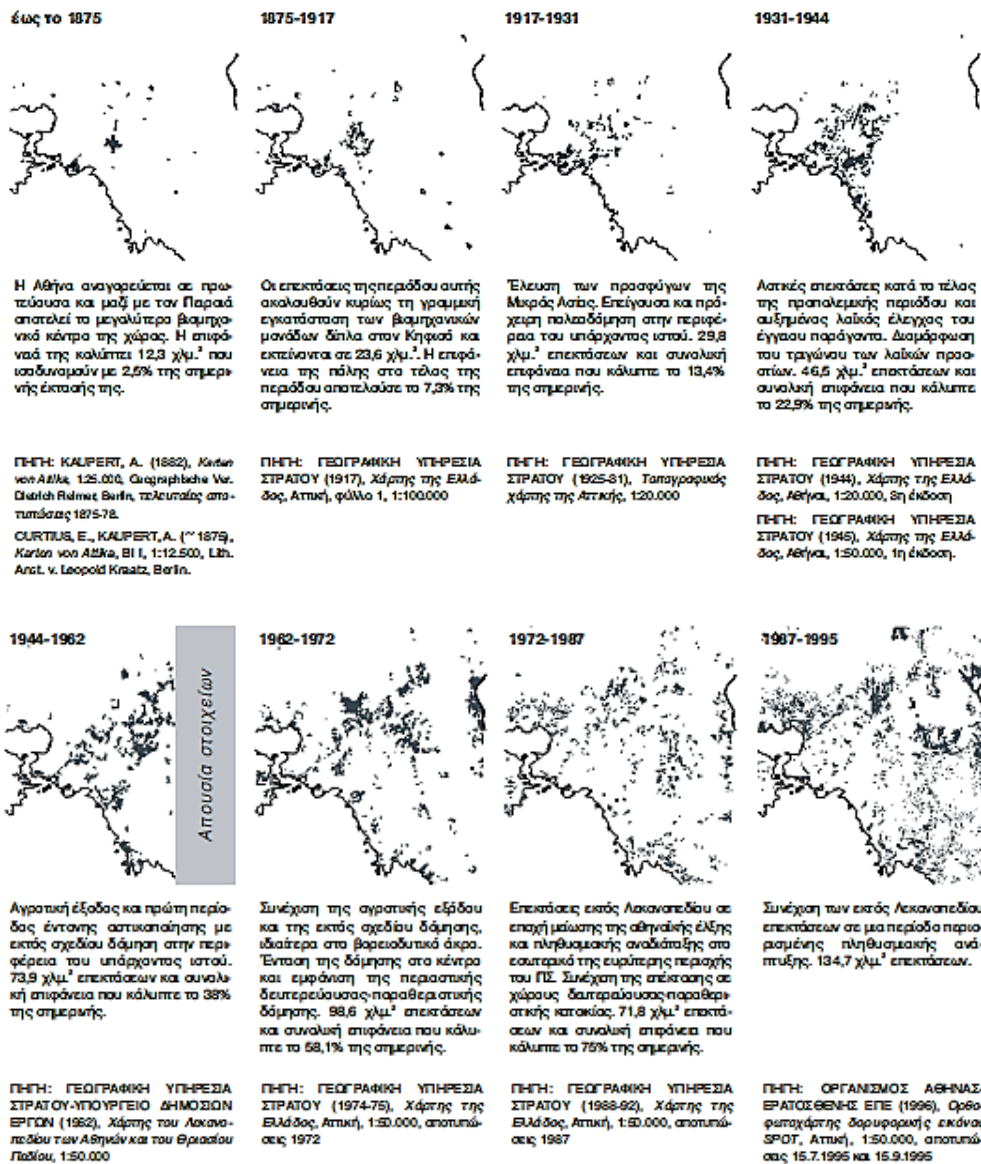 έως το 1875
Η Αθήνα αναγορεύεται σε πρω-
τεύουσα και μαζί με τον Πειραιά
αποτελεί το μεγαλύτερο βιομηχα-
νικό κέντρο της χώρας. Η επιφά-
νειά της καλύπτει 12,3 χλμ.² που
ισοδυναμούν με 2,5% της σημερι-
νής έκτασής της.
ΠΗΓΗ: KAUPERT, A. (1882), Karten
von Attika, 1:25.000, Geographische Ver.
Dietrich Reimer, Berlin, τελευταίες απο-
τυπώσεις 1875-78.
CURTIUS, E., KAUPERT, A. (~ 1875),
Karten von Attika, Bl I, 1:12.500, Lith.
Anst. v. Leopold Kraatz, Berlin.
1875-1917
Οι επεκτάσεις της περιόδου αυτής
ακολουθούν κυρίως τη γραμμική
εγκατάσταση των βιομηχανικών
μονάδων δίπλα στον Κηφισό και
εκτείνονται σε 23,6 χλμ.². Η επιφά-
νεια της πόλης στο τέλος της
περιόδου αποτελούσε το 7,3% της
σημερινής.
ΠΗΓΗ: ΓΕΩΓΡΑΦΙΚΗ ΥΠΗΡΕΣΙΑ
ΣΤΡΑΤΟΥ (1917), Χάρτης της Ελλά-
δος, Αττική, φύλλο 1, 1:100.000
1917-1931
Έλευση των προσφύγων της
Μικράς Ασίας. Επείγουσα και πρό-
χειρη πολεοδόμηση στην περιφέ-
ρεια του υπάρχοντος ιστού. 29,8
χλμ.² επεκτάσεων και συνολική
επιφάνεια που κάλυπτε το 13,4%
της σημερινής.
ΠΗΓΗ: ΓΕΩΓΡΑΦΙΚΗ ΥΠΗΡΕΣΙΑ
ΣΤΡΑΤΟΥ (1925-31), Τοπογραφικός
χάρτης της Αττικής, 1:20.000
1931-1944
Αστικές επεκτάσεις κατά το τέλος
της προπολεμικής περιόδου και
αυξημένος λαϊκός έλεγχος του
έγγειου παράγοντα. Διαμόρφωση
του τριγώνου των λαϊκών προα-
στίων. 46,5 χλμ.² επεκτάσεων και
συνολική επιφάνεια που κάλυπτε
το 22,9% της σημερινής.
ΠΗΓΗ: ΓΕΩΓΡΑΦΙΚΗ ΥΠΗΡΕΣΙΑ
ΣΤΡΑΤΟΥ (1944), Χάρτης της Ελλά-
δος, Αθήναι, 1:20.000, 3η έκδοση
ΠΗΓΗ: ΓΕΩΓΡΑΦΙΚΗ ΥΠΗΡΕΣΙΑ
ΣΤΡΑΤΟΥ (1945), Χάρτης της Ελλά-
δος, Αθήναι, 1:50.000, 1η έκδοση.
1944-1962
Απουσία στοιχείων
Αγροτική έξοδος και πρώτη περίο-
δος έντονης αστικοποίησης με
εκτός σχεδίου δόμηση στην περι-
φέρεια του υπάρχοντος ιστού.
73,9 χλμ.² επεκτάσεων και συνολι-
κή επιφάνεια που κάλυπτε το 38%
της σημερινής.
ΠΗΓΗ: ΓΕΩΓΡΑΦΙΚΗ ΥΠΗΡΕΣΙΑ
ΣΤΡΑΤΟΥ-ΥΠΟΥΡΓΕΙΟ ΔΗΜΟΣΙΩΝ
ΕΡΓΩΝ (1962), Χάρτης του Λεκανο-
πεδίου των Αθηνών και του Θριασίου
Πεδίου, 1:50.000
1962-1972
Συνέχιση της αγροτικής εξόδου
και της εκτός σχεδίου δόμησης,
ιδιαίτερα στα βορειοδυτικά άκρα.
Ένταση της δόμησης στο κέντρο
και εμφάνιση της περιαστικής
δευτερεύουσας-παραθεριστικής
δόμησης. 98,6 χλμ.² επεκτάσεων
και συνολική επιφάνεια που κάλυ-
πτε το 58,1% της σημερινής.
ΠΗΓΗ: ΓΕΩΓΡΑΦΙΚΗ ΥΠΗΡΕΣΙΑ
ΣΤΡΑΤΟΥ (1974-75), Χάρτης της
Ελλάδος, Αττική, 1:50.000, αποτυπώ-
σεις 1972
1972-1987
Επεκτάσεις εκτός Λεκανοπεδίου σε
εποχή μείωσης της αθηναϊκής έλξης
και πληθυσμιακής αναδιάταξης στο
εσωτερικό της ευρύτερης περιοχής
του ΠΣ. Συνέχιση της επέκτασης σε
χώρους δευτερεύουσας-παραθερι-
στικής κατοικίας. 71,8 χλμ.² επεκτά-
σεων και συνολική επιφάνεια που
κάλυπτε το 75% της σημερινής.
ΠΗΓΗ: ΓΕΩΓΡΑΦΙΚΗ ΥΠΗΡΕΣΙΑ
ΣΤΡΑΤΟΥ (1988-92), Χάρτης της
Ελλάδος, Αττική, 1:50.000, αποτυπώ-
σεις 1987
1987-1995
Συνέχιση των εκτός Λεκανοπεδίου
επεκτάσεων σε μια περίοδο περιο-
ρισμένης πληθυσμιακής ανά-
πτυξης. 134,7 χλμ.² επεκτάσεων.
ΠΗΓΗ: ΟΡΓΑΝΙΣΜΟΣ ΑΘΗΝΑΣ-
ΕΡΑΤΟΣΘΕΝΗΣ ΕΠΕ (1996), Ορθο-
φωτοχάρτης δορυφορικής εικόνας
SPOT, Αττική, 1:50.000, αποτυπώ-
σεις 15.7.1995 και 15.9.1995